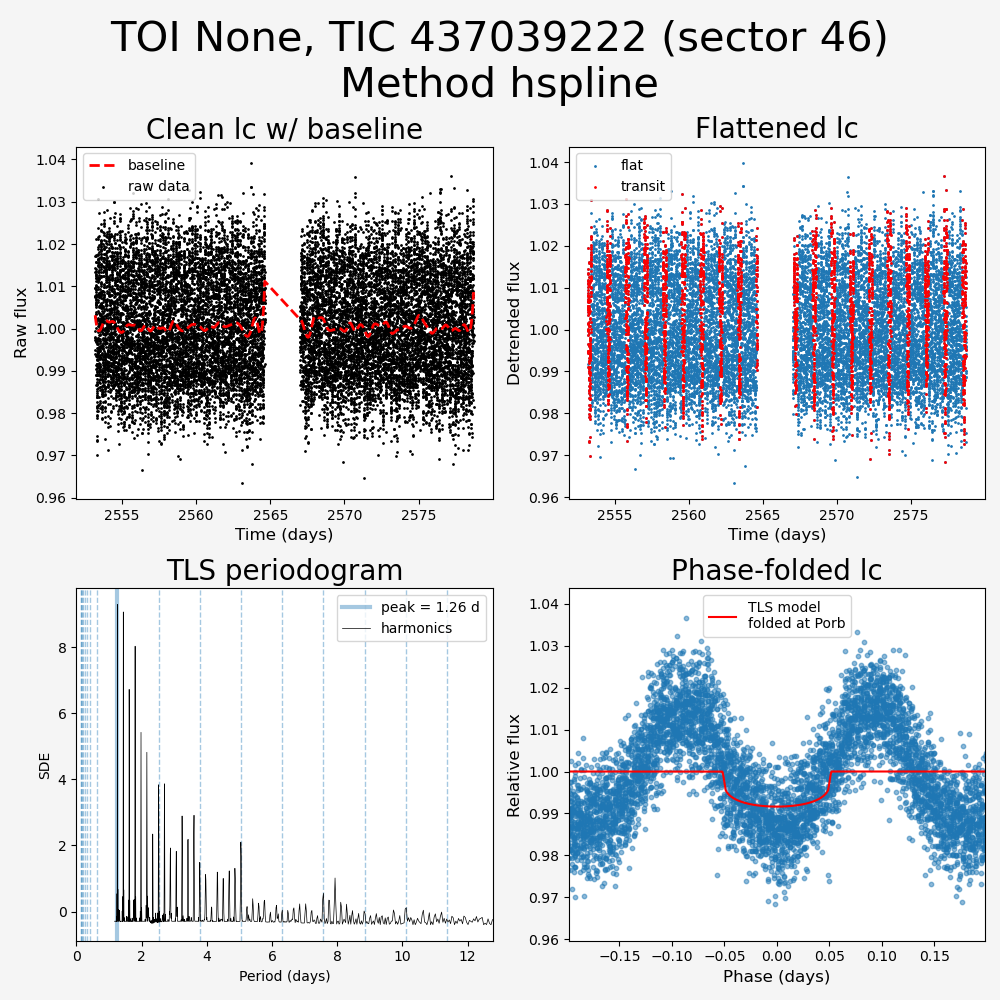 TOI None, TIC 437039222 (sector 46)
Method hspline
Clean lc w/ baseline
Flattened lc
baseline
raw data
flat
transit
Raw flux
1.04
1.03
1.02
1.01
1.00
0.99
0.98
0.97
0.96
2555
2560
2565
2570
2575
Time (days)
Detrended flux
1.04
1.03
1.02
1.01
1.00
0.99
0.98
0.97
0.96
2555
2560
2565
2570
2575
Time (days)
TLS periodogram
Phase-folded lc
peak = 1.26 d
harmonics
SDE
8
6
4
2
0
0
2
4
6
8
10
12
Period (days)
TLS model
folded at Porb
Relative flux
1.04
1.03
1.02
1.01
1.00
0.99
0.98
0.97
0.96
−0.15
−0.10
−0.05
0.00
0.05
0.10
0.15
Phase (days)